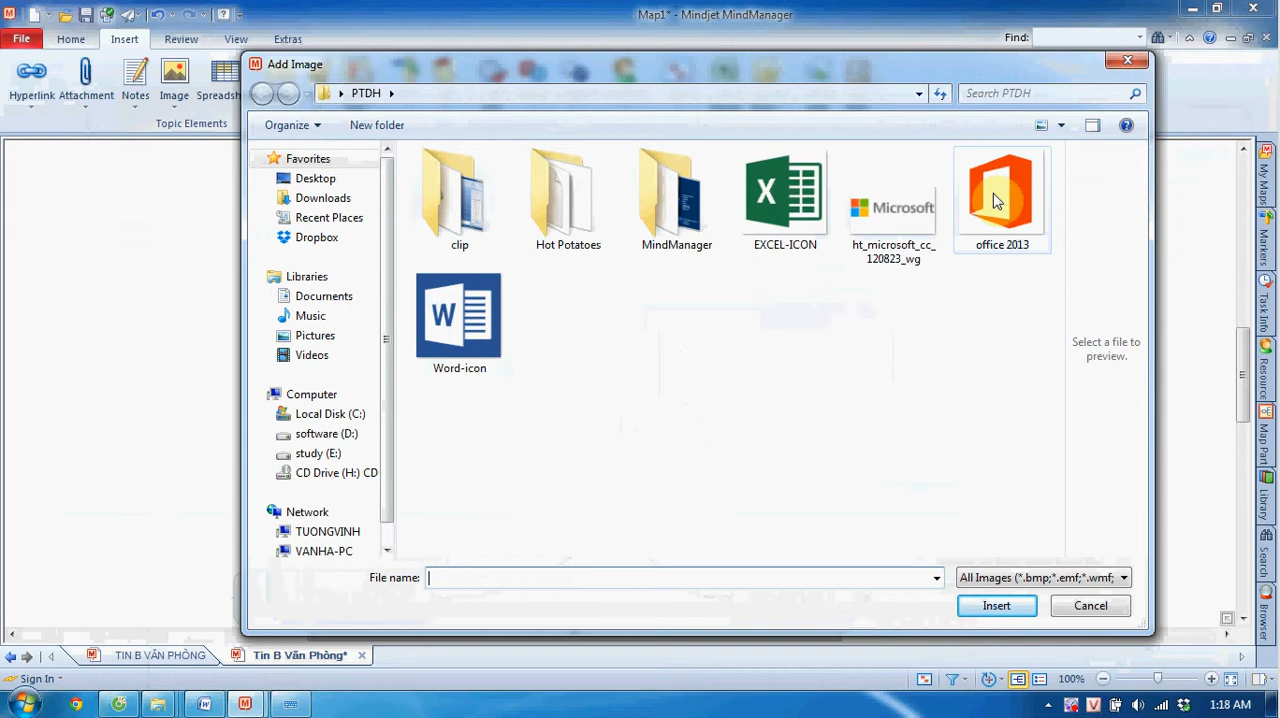 Map1* - Mindjet MindManager
File
Home
Insert
Review
View
Extras
Find:
Hyperlink
Attachment
Notes
Image
Topic Elements
Add Image
PTDH
Search PTDH
Organize
New folder
Favorites
Desktop
Downloads
Recent Places
Dropbox
Libraries
Documents
Music
Pictures
Videos
Computer
Local Disk (C:)
software (D:)
study (E:)
CD Drive (H:) CD
Network
TUONGVINH
VANHA-PC
clip
Hot Potatoes
MindManager
EXCEL-ICON
Microsoft
ht_microsoft_cc_
120823_wg
office 2013
Word-icon
Select a file to
preview.
File name:
All Images (*.bmp;*.emf;*.wmf;
Insert
Cancel
My Maps
Markers
Task Info
Resource
Map Part
Library
Search
Browser
TIN B VĂN PHÒNG
Tin B Văn Phòng*
Sign In
100%
1:18 AM